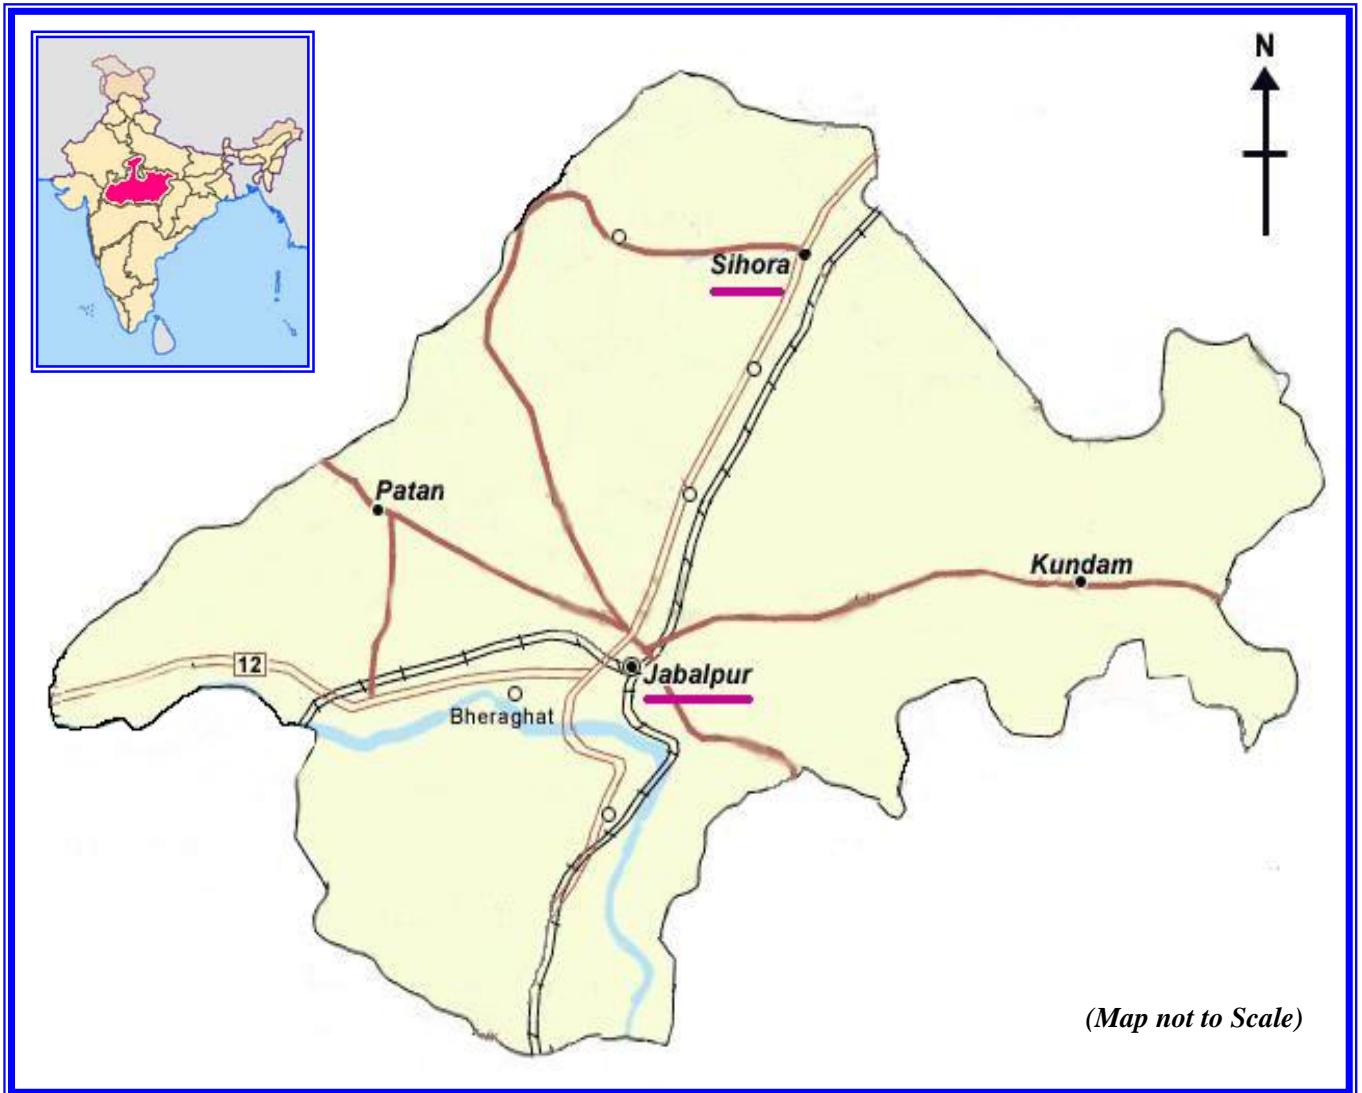 N
Sihora
Patan
Kundam
12
Jabalpur
Bheraghat
(Map not to Scale)